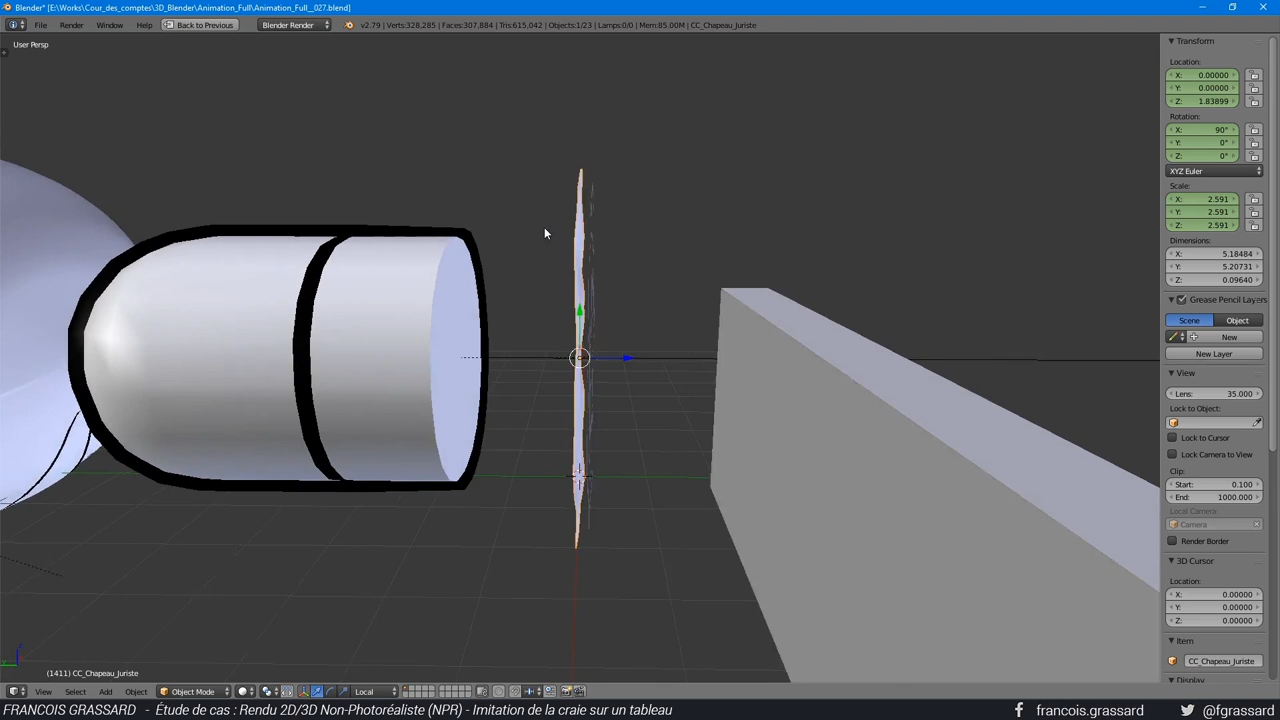 Blender* [E:\Works\Cour_des_comptes\3D_Blender\Animation_Full\Animation_Full__027.blend]
File Render Window Help Back to Previous Blender Render v2.79 | Verts:328,285 | Faces:307,884 | Tris:615,042 | Objects:1/23 | Lamps:0/0 | Mem:85.00M | CC_Chapeau_Juriste
User Persp
Transform
Location:
X: 0.00000
Y: 0.00000
Z: 1.83899
Rotation:
X: 90°
Y: 0°
Z: 0°
XYZ Euler
Scale:
X: 2.591
Y: 2.591
Z: 2.591
Dimensions:
X: 5.18484
Y: 5.20731
Z: 0.09640
Grease Pencil Layers
Scene Object
New
New Layer
View
Lens: 35.000
Lock to Object:
Lock to Cursor
Lock Camera to View
Clip:
Start: 0.100
End: 1000.000
Local Camera:
Camera
Render Border
3D Cursor
Location:
X: 0.00000
Y: 0.00000
Z: 0.00000
Item
CC_Chapeau_Juriste
Display
(1411) CC_Chapeau_Juriste
View Select Add Object Object Mode Local
FRANCOIS GRASSARD - Étude de cas : Rendu 2D/3D Non-Photoréaliste (NPR) - Imitation de la craie sur un tableau francois.grassard @fgrassard